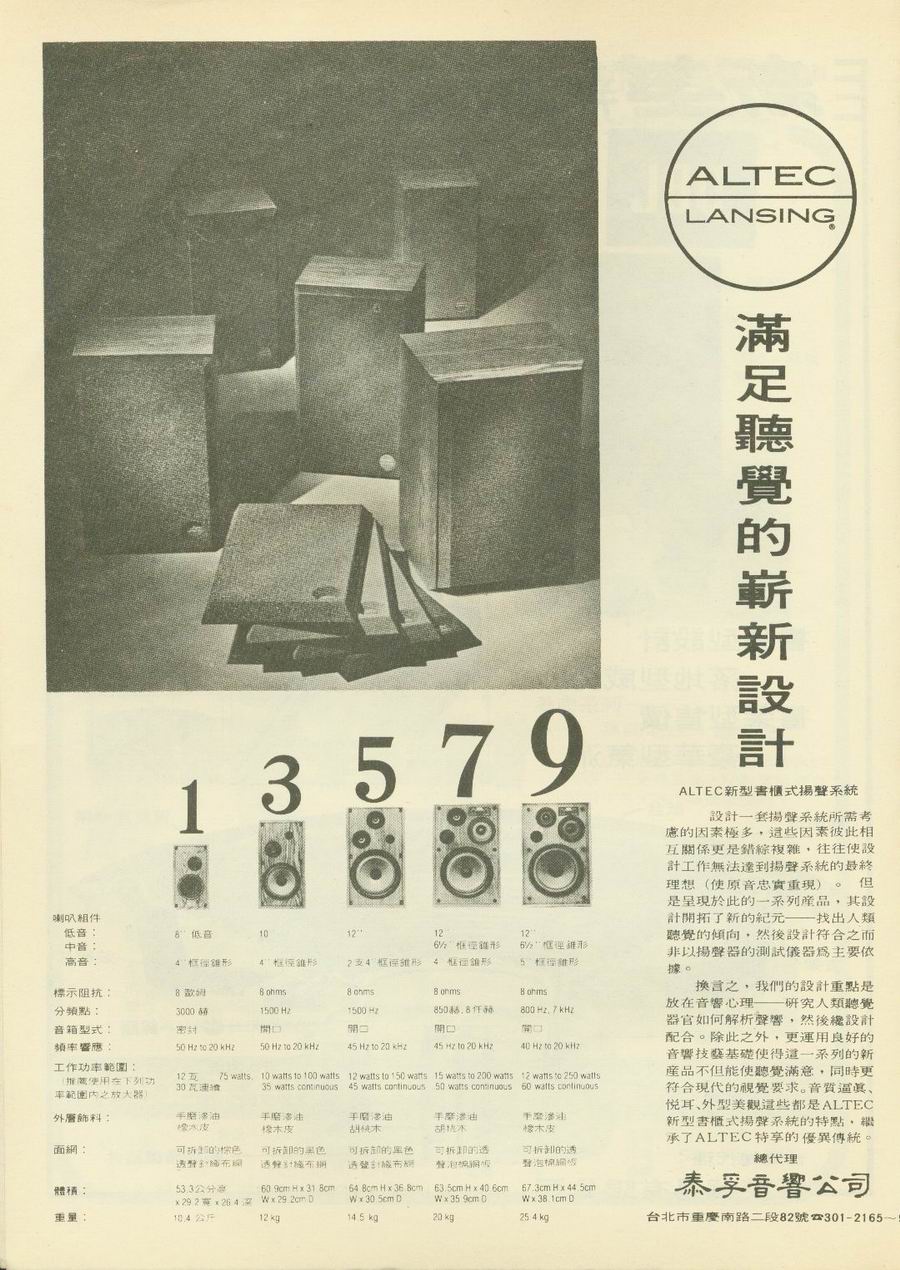 ALTEC
LANSING®
滿足聽覺的嶄新設計
ALTEC新型書櫃式揚聲系統
設計一套揚聲系統所需考
慮的因素極多，這些因素彼此相
互關係更是錯綜複雜，往往使設
計工作無法達到揚聲系統的最終
理想（使原音忠實重現）。但
是呈現於此的一系列産品，其設
計開拓了新的紀元——找出人類
聽覺的傾向，然後設計符合之而
非以揚聲器的測試儀器爲主要依
據。
換言之，我們的設計重點是
放在音響心理——研究人類聽覺
器官如何解析聲響，然後纔設計
配合。除此之外，更運用良好的
音響技藝基礎使得這一系列的新
産品不但能使聽覺滿意，同時更
符合現代的視覺要求。音質逼眞、
悅耳、外型美觀這些都是ALTEC
新型書櫃式揚聲系統的特點，繼
承了ALTEC特享的優異傳統。
總代理
泰孚音響公司
台北市重慶南路二段82號☎301-2165～
1 3 5 7 9
喇叭組件
低音： 8'' 低音 10 12'' 12 12''
中音： 6½'' 框徑錐形 6½'' 框徑錐形
高音： 4'' 框徑錐形 4'' 框徑錐形 2支4'' 框徑錐形 4'' 框徑錐形 5'' 框徑錐形
標示阻抗： 8 歐姆 8 ohms 8 ohms 8 ohms 8 ohms
分頻點： 3000 赫 1500 Hz 1500 Hz 850赫, 8仟赫 800 Hz, 7 kHz
音箱型式： 密封 開口 開口 開口 開口
頻率響應： 50 Hz to 20 kHz 50 Hz to 20 kHz 45 Hz to 20 kHz 45 Hz to 20 kHz 40 Hz to 20 kHz
工作功率範圍： 12 瓦 75 watts, 10 watts to 100 watts 12 watts to 150 watts 15 watts to 200 watts 12 watts to 250 watts
（推薦使用在下列功 30 瓦連續 35 watts continuous 45 watts continuous 50 watts continuous 60 watts continuous
率範圍內之放大器）
外層飾料： 手磨滲油 手磨滲油 手磨滲油 手磨滲油 手磨滲油
橡木皮 橡木皮 胡桃木 胡桃木 橡木皮
面網： 可拆卸的棕色 可拆卸的黑色 可拆卸的黑色 可拆卸的透 可拆卸的透
透聲針織布網 透聲針織布網 透聲針織布網 聲泡棉網板 聲泡棉網板
體積： 53.3公分高 60.9cm H x 31.8cm 64.8cm H x 36.8cm 63.5cm H x 40.6cm 67.3cm H x 44.5cm
x 29.2 寬 x 26.4 深 W x 29.2cm D W x 30.5cm D W x 35.9cm D W x 38.1cm D
重量： 10.4 公斤 12 kg 14.5 kg 20 kg 25.4 kg